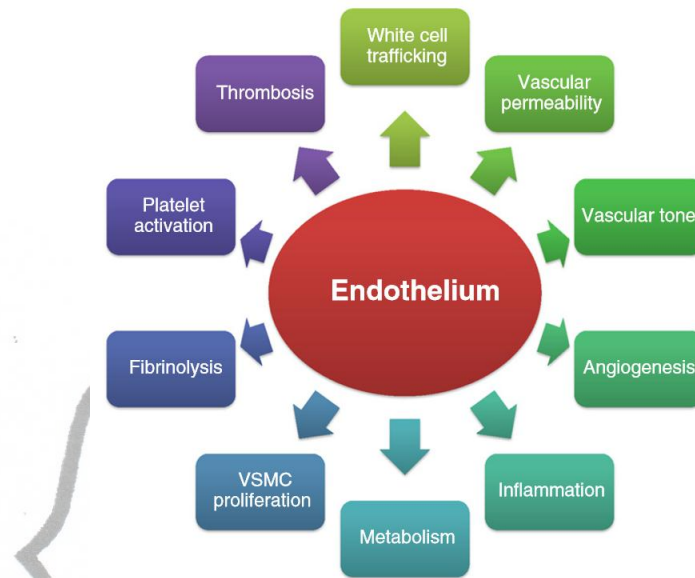 White cell
trafficking
Thrombosis
Vascular
permeability
Platelet
activation
Vascular tone
Endothelium
Fibrinolysis
Angiogenesis
VSMC
proliferation
Inflammation
Metabolism